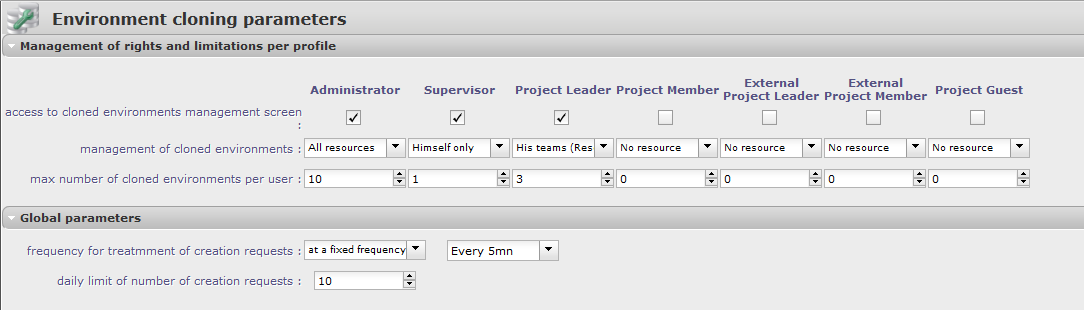 Environment cloning parameters
Management of rights and limitations per profile
Administrator Supervisor Project Leader Project Member External Project Leader External Project Member Project Guest
access to cloned environments management screen :
management of cloned environments : All resources Himself only His teams (Res No resource No resource No resource No resource
max number of cloned environments per user : 10 1 3 0 0 0 0
Global parameters
frequency for treatmment of creation requests : at a fixed frequency Every 5mn
daily limit of number of creation requests : 10